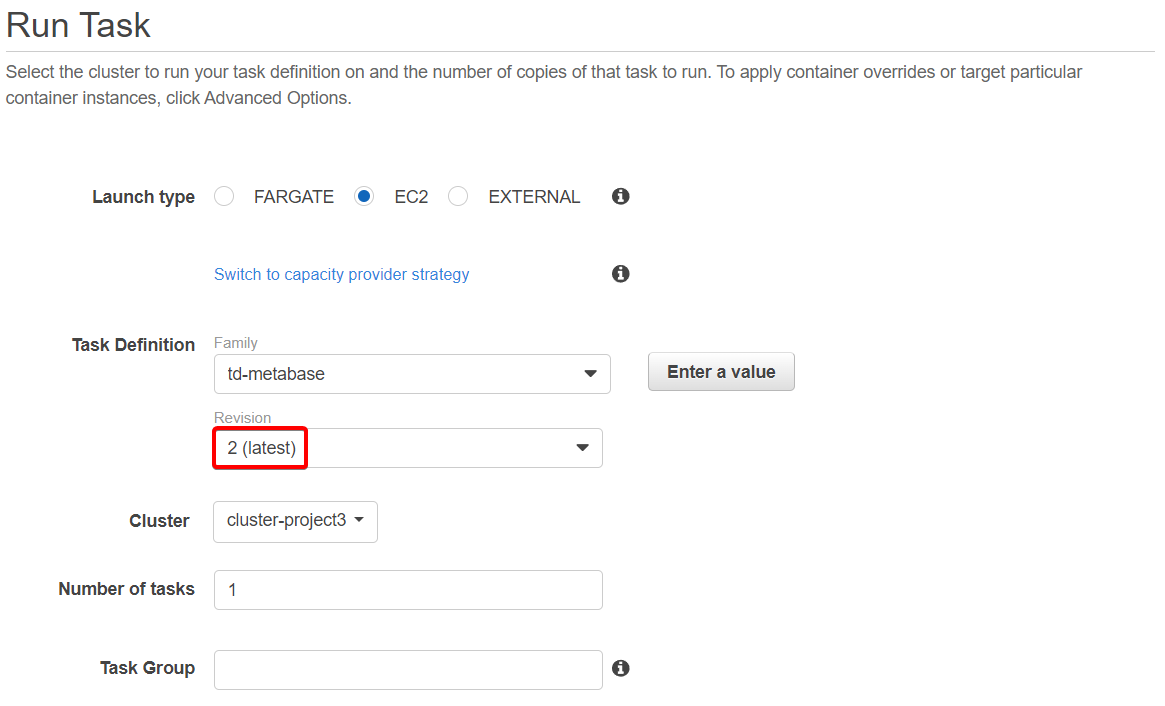 Run Task
Select the cluster to run your task definition on and the number of copies of that task to run. To apply container overrides or target particular
container instances, click Advanced Options.
Launch type FARGATE EC2 EXTERNAL
Switch to capacity provider strategy
Task Definition Family
td-metabase Enter a value
Revision
2 (latest)
Cluster cluster-project3
Number of tasks 1
Task Group